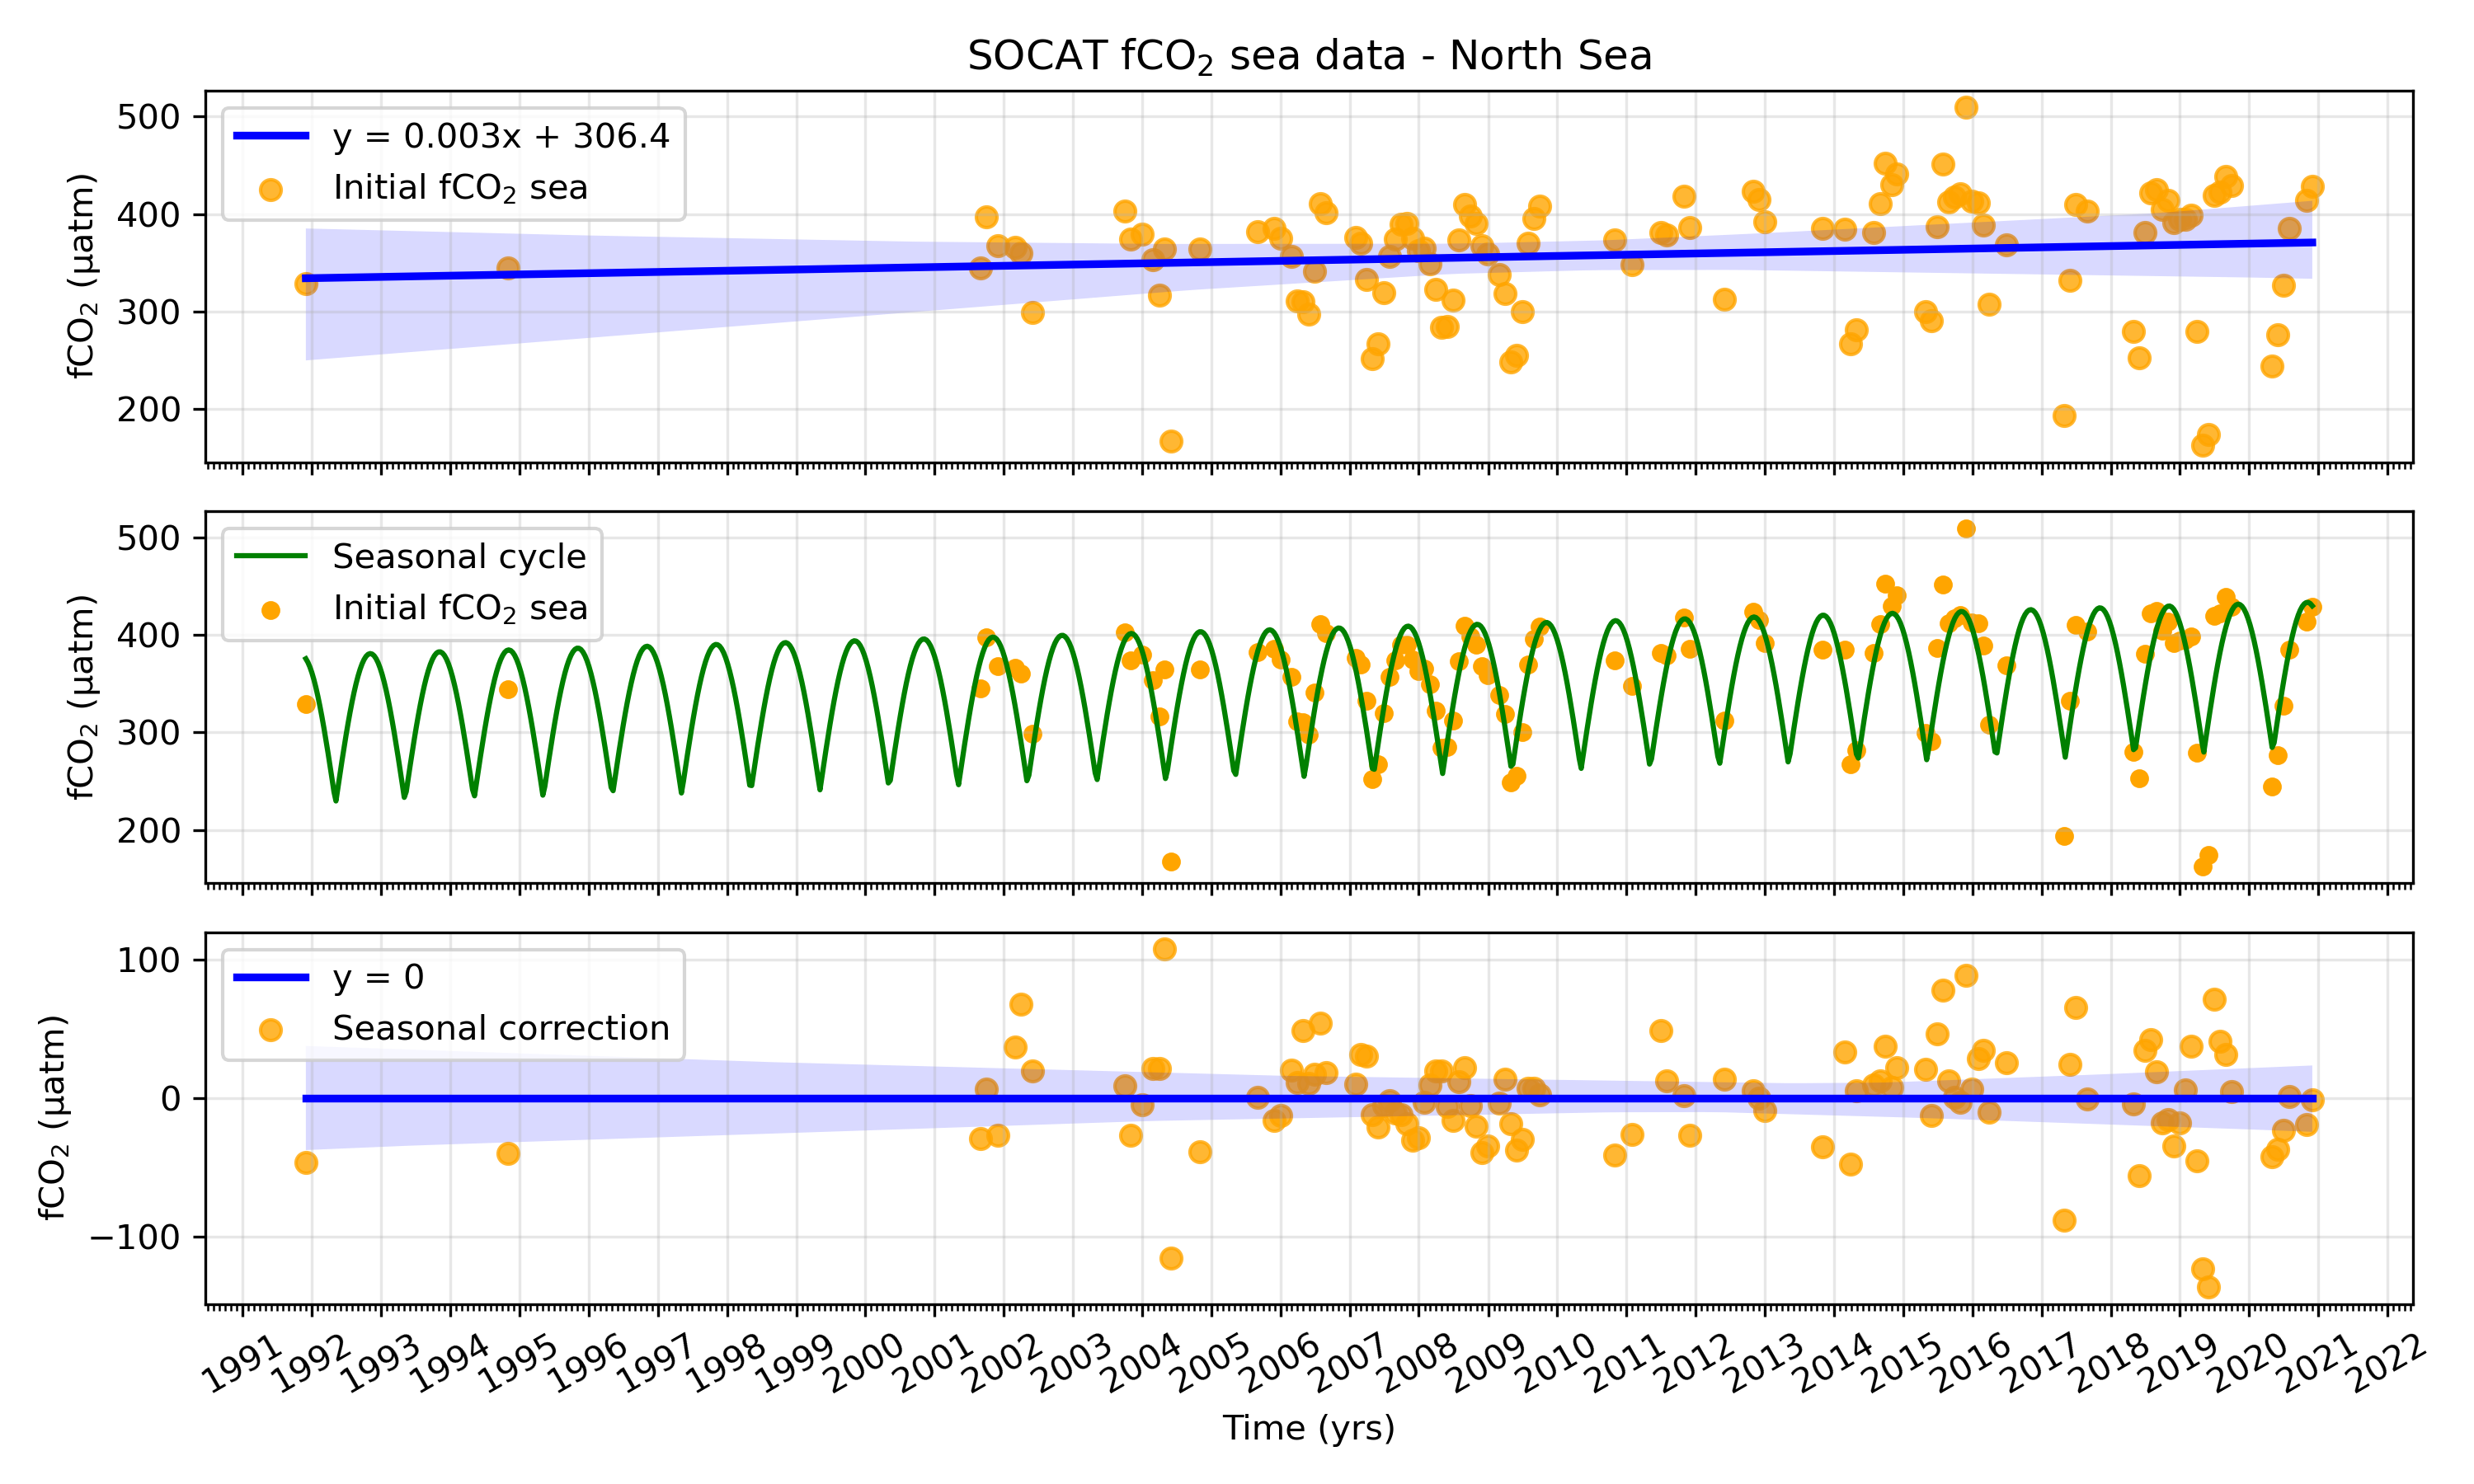 SOCAT fCO₂ sea data - North Sea
500
400
300
200
fCO₂ (μatm)
y = 0.003x + 306.4
Initial fCO₂ sea
500
400
300
200
fCO₂ (μatm)
Seasonal cycle
Initial fCO₂ sea
100
0
−100
fCO₂ (μatm)
y = 0
Seasonal correction
1991 1992 1993 1994 1995 1996 1997 1998 1999 2000 2001 2002 2003 2004 2005 2006 2007 2008 2009 2010 2011 2012 2013 2014 2015 2016 2017 2018 2019 2020 2021 2022
Time (yrs)